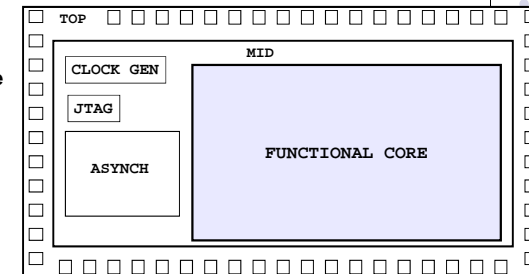 TOP
MID
CLOCK GEN
JTAG
FUNCTIONAL CORE
ASYNCH
e